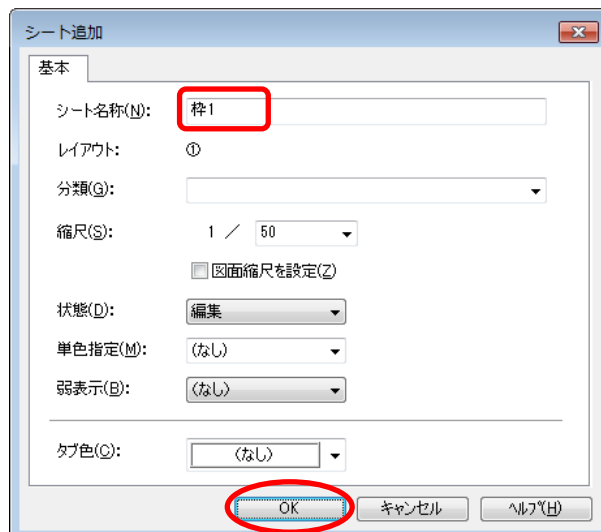 シート追加
基本
シート名称(N): 枠1
レイアウト: ①
分類(G):
縮尺(S): 1 ／ 50
図面縮尺を設定(Z)
状態(D): 編集
単色指定(M): (なし)
弱表示(B): (なし)
タブ色(C): (なし)
OK キャンセル ヘルプ(H)